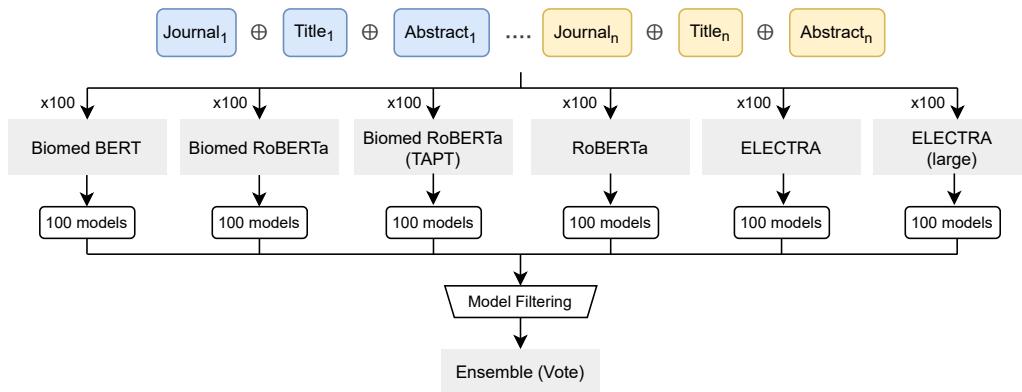 Journal₁ ⊕ Title₁ ⊕ Abstract₁ .... Journalₙ ⊕ Titleₙ ⊕ Abstractₙ
x100 x100 x100 x100 x100 x100
Biomed BERT
Biomed RoBERTa
Biomed RoBERTa
(TAPT)
RoBERTa
ELECTRA
ELECTRA
(large)
100 models 100 models 100 models 100 models 100 models 100 models
Model Filtering
Ensemble (Vote)